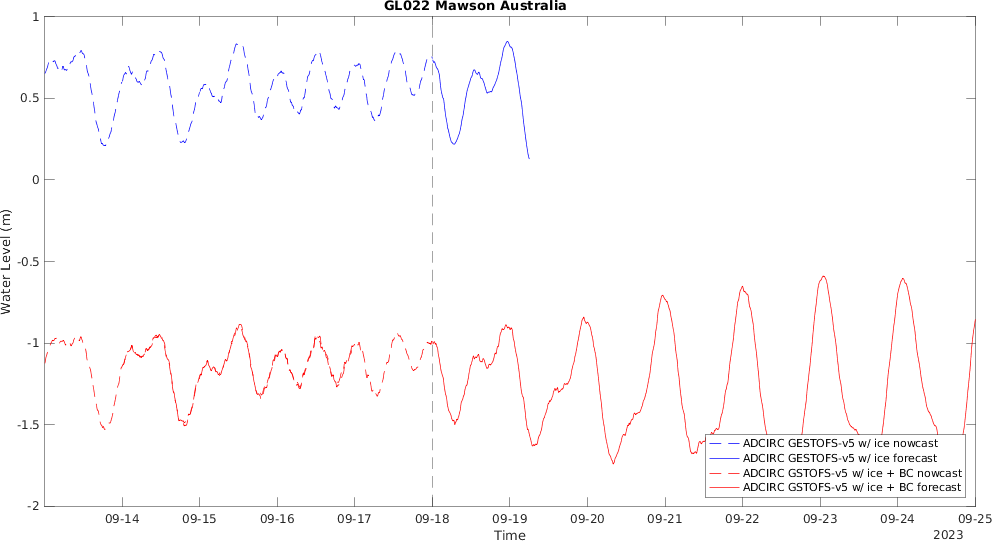 GL022 Mawson Australia
Water Level (m)
1
0.5
0
-0.5
-1
-1.5
-2
09-14 09-15 09-16 09-17 09-18 09-19 09-20 09-21 09-22 09-23 09-24 09-25
Time
2023
ADCIRC GESTOFS-v5 w/ ice nowcast
ADCIRC GESTOFS-v5 w/ ice forecast
ADCIRC GSTOFS-v5 w/ ice + BC nowcast
ADCIRC GSTOFS-v5 w/ ice + BC forecast